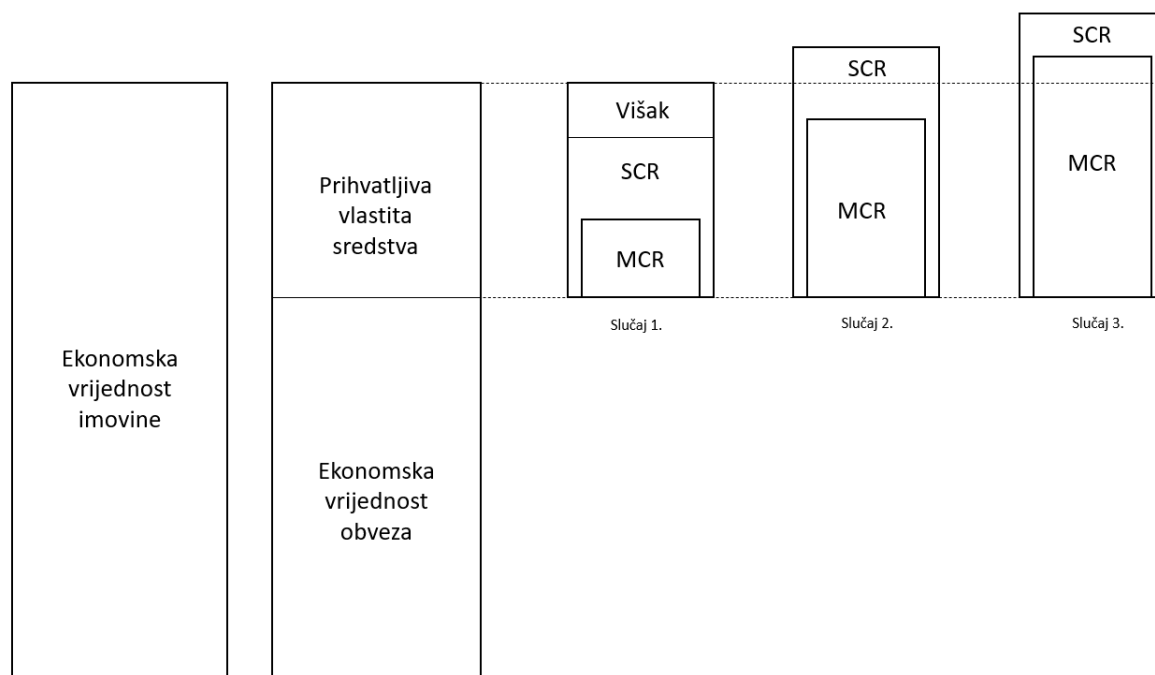 Ekonomska
vrijednost
imovine
Prihvatljiva
vlastita
sredstva
Ekonomska
vrijednost
obveza
Višak
SCR
MCR
Slučaj 1.
SCR
MCR
Slučaj 2.
SCR
MCR
Slučaj 3.